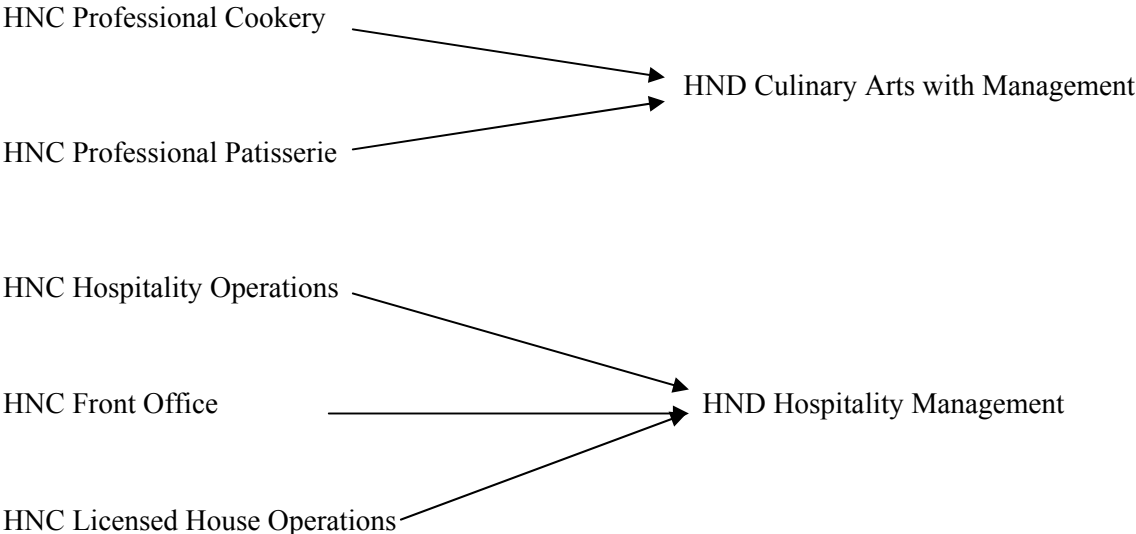 HNC Professional Cookery
HND Culinary Arts with Management
HNC Professional Patisserie
HNC Hospitality Operations
HNC Front Office
HND Hospitality Management
HNC Licensed House Operations